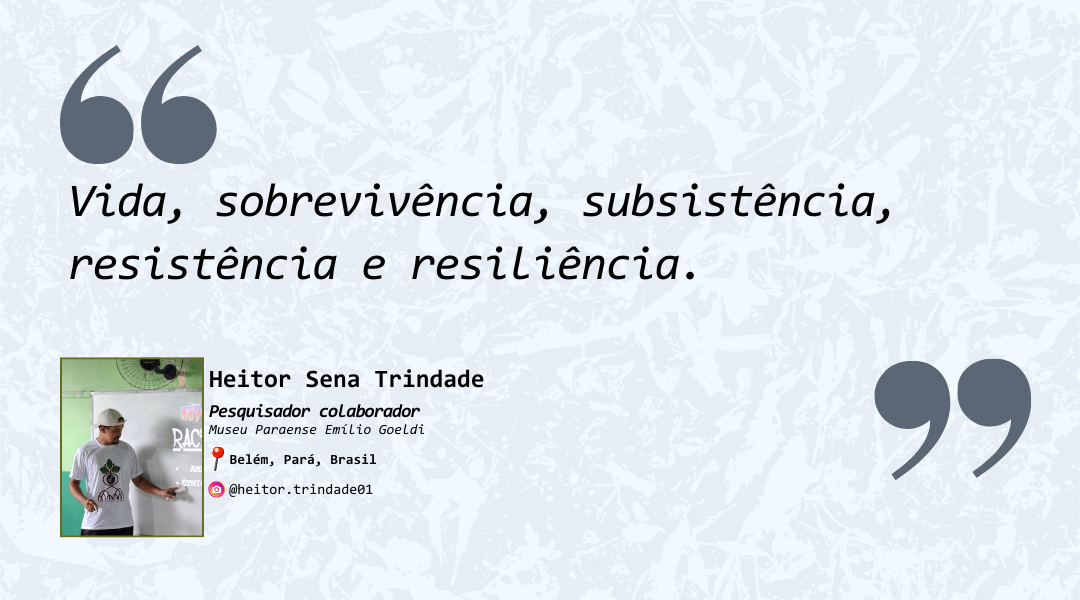 “
Vida, sobrevivência, subsistência,
resistência e resiliência.
”
Heitor Sena Trindade
Pesquisador colaborador
Museu Paraense Emílio Goeldi
Belém, Pará, Brasil
@heitor.trindade01